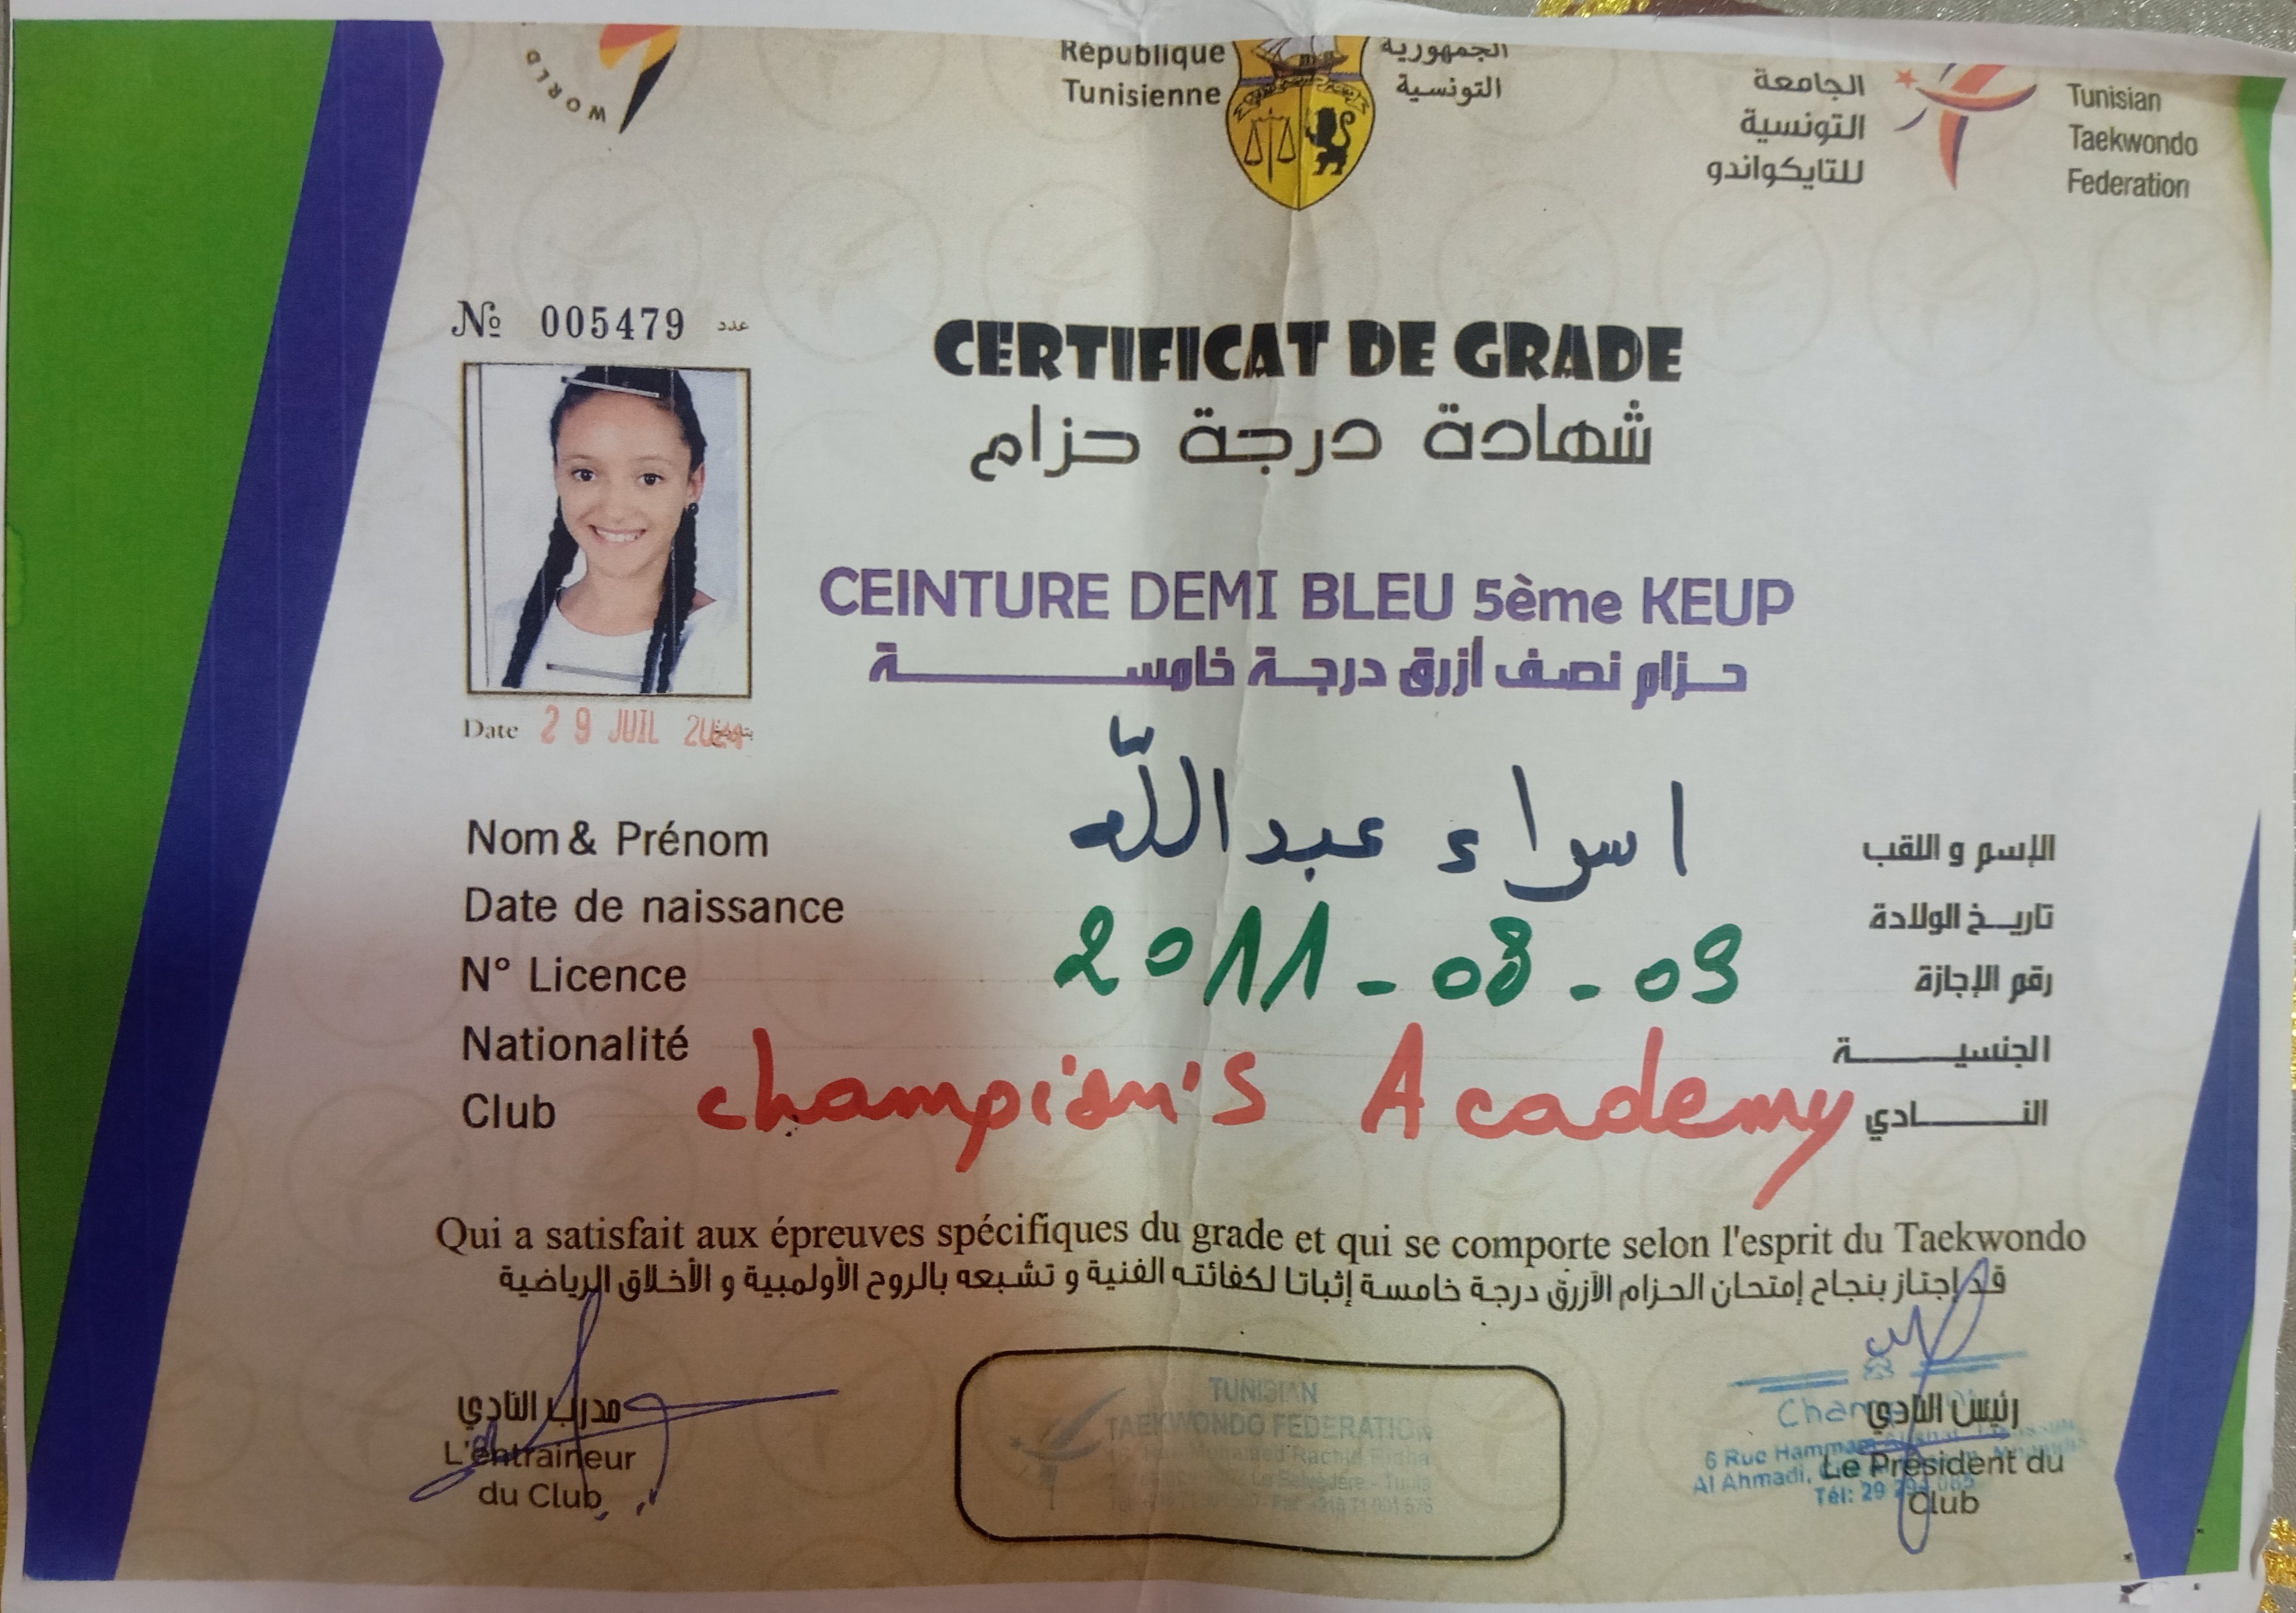 WORLD
République
Tunisienne
الجمهورية
التونسية
الجامعة
التونسية
للتايكواندو
Tunisian
Taekwondo
Federation
№ 005479 عدد
CERTIFICAT DE GRADE
شهادة درجة حزام
CEINTURE DEMI BLEU 5ème KEUP
حزام نصف أزرق درجة خامسة
Date 29 JUIL
Nom & Prénom اسراء عبدالله الإسم و اللقب
Date de naissance 2011-08-09 تاريخ الولادة
N° Licence رقم الإجازة
Nationalité الجنسية
Club champion's Academy النادي
Qui a satisfait aux épreuves spécifiques du grade et qui se comporte selon l'esprit du Taekwondo
قد إجتاز بنجاح إمتحان الحزام الأزرق درجة خامسة إثباتا لكفائته الفنية و تشبعه بالروح الأولمبية و الأخلاق الرياضية
مدرب النادي
L'entraineur
du Club
TUNISIAN
TAEKWONDO FEDERATION
رئيس النادي
6 Rue Hammam
Al Ahmadi,
Le Président du
Tél: 29
Club